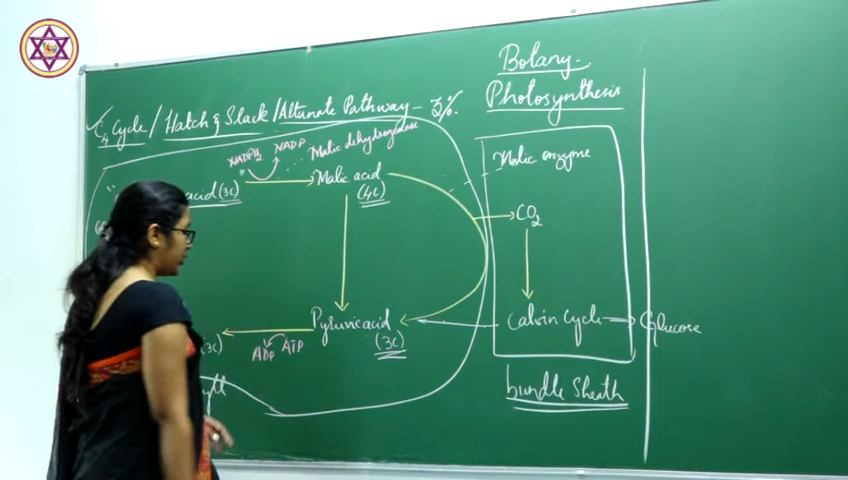 Botany-
Photosynthesis
✓C4 Cycle / Hatch & Slack / Alternate Pathway - 3%.
NADPH2 NADP Malic dehydrogenase
acid (3C) Malic acid
(4C)
Malic enzyme
CO2
Pyruvic acid
(3C)
(3C) ADP ATP
Calvin Cycle Glucose
bundle Sheath